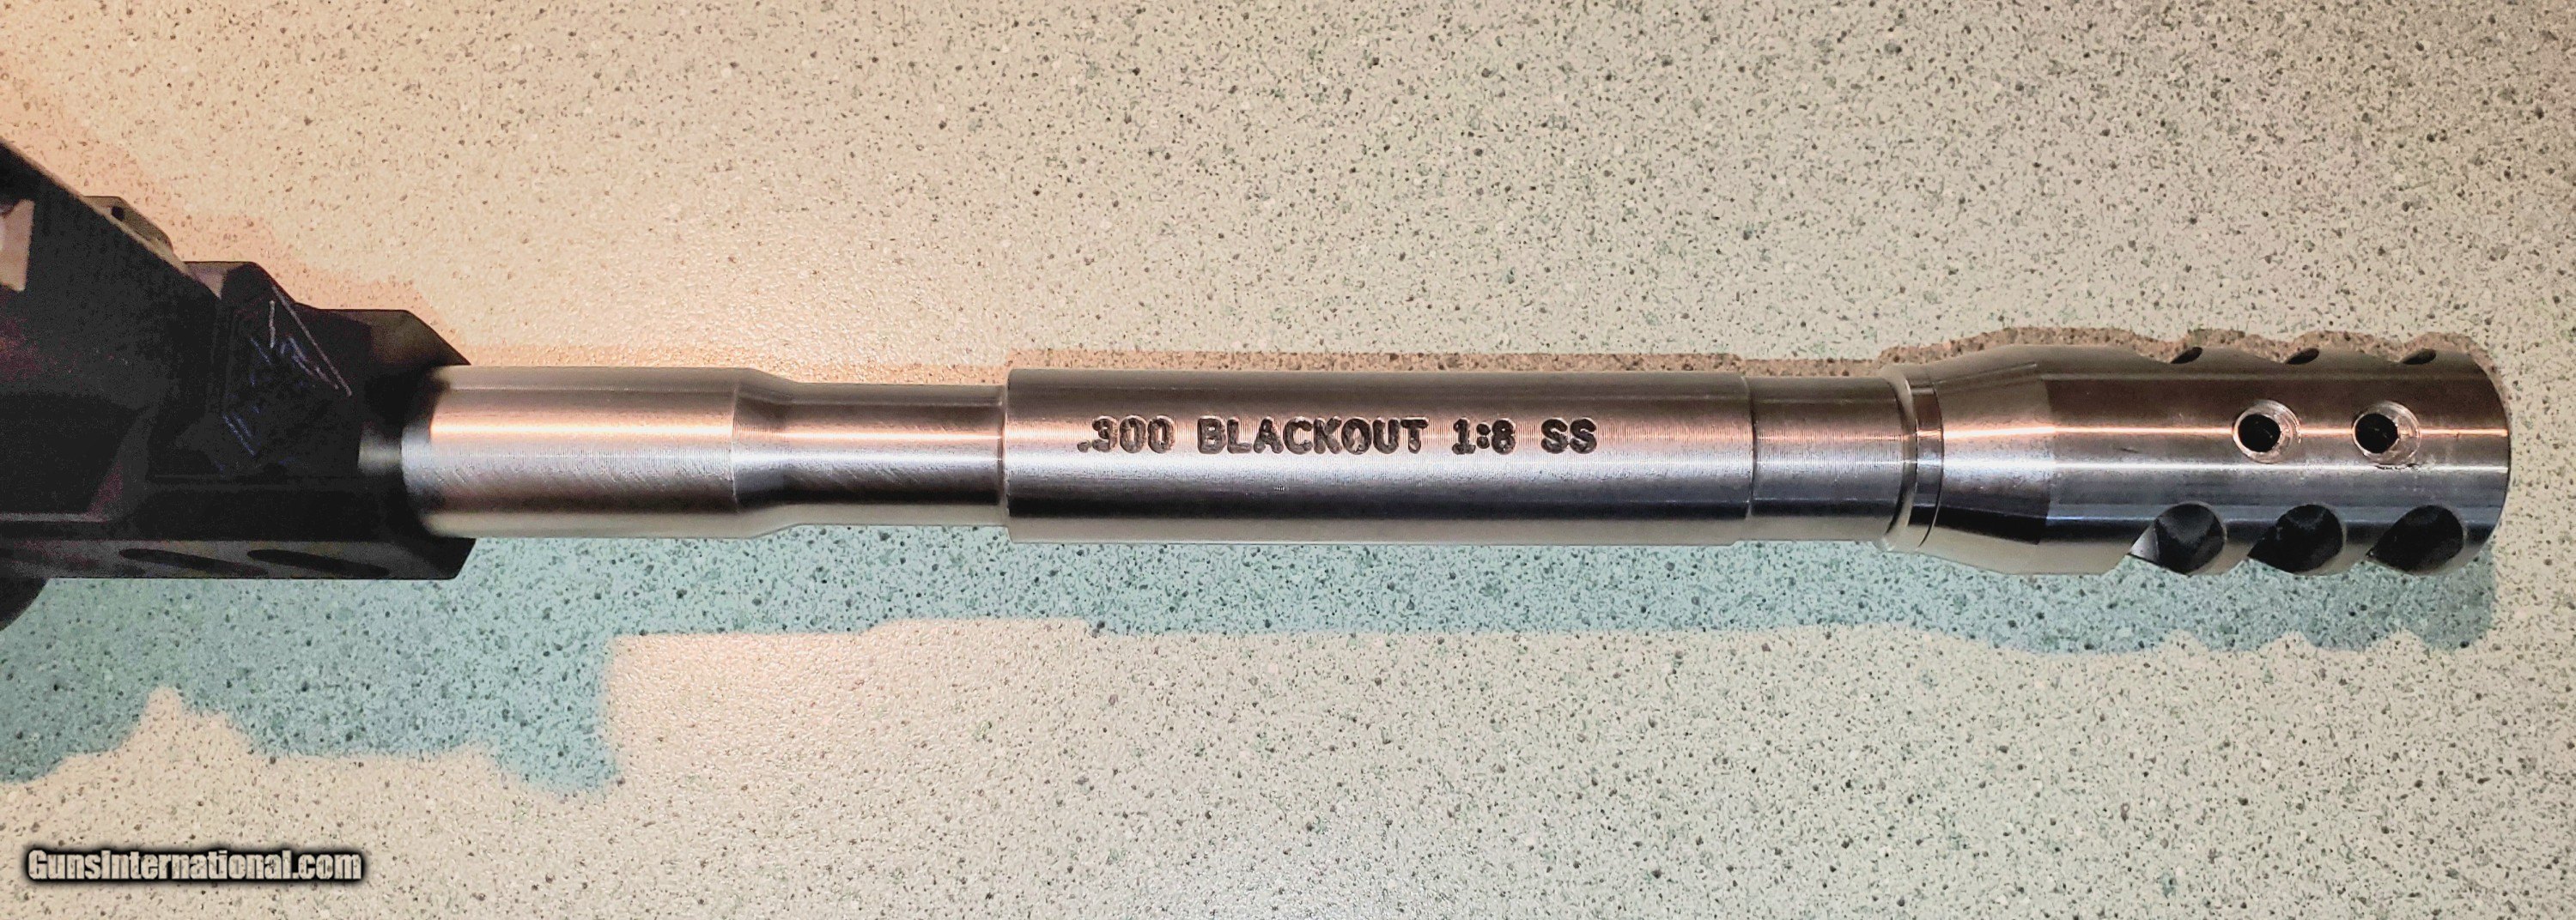 .300 BLACKOUT 1:8 SS
GunsInternational.com